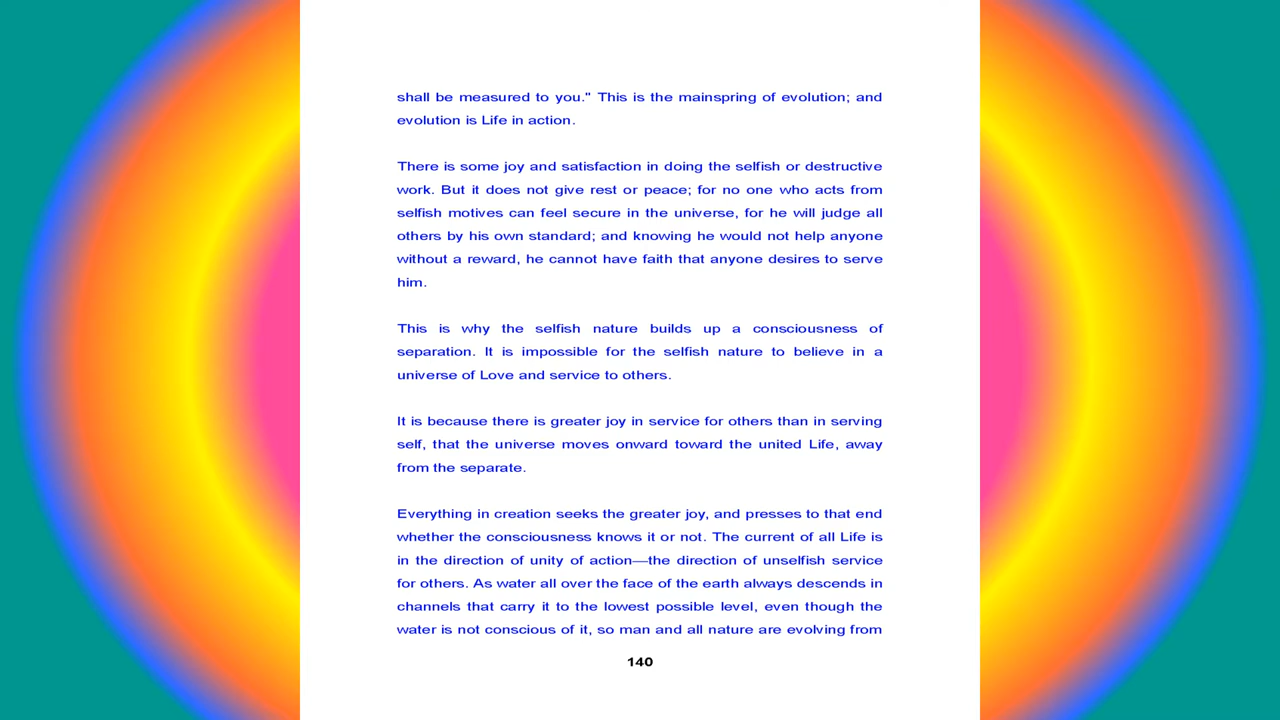 shall be measured to you." This is the mainspring of evolution; and
evolution is Life in action.
There is some joy and satisfaction in doing the selfish or destructive
work. But it does not give rest or peace; for no one who acts from
selfish motives can feel secure in the universe, for he will judge all
others by his own standard; and knowing he would not help anyone
without a reward, he cannot have faith that anyone desires to serve
him.
This is why the selfish nature builds up a consciousness of
separation. It is impossible for the selfish nature to believe in a
universe of Love and service to others.
It is because there is greater joy in service for others than in serving
self, that the universe moves onward toward the united Life, away
from the separate.
Everything in creation seeks the greater joy, and presses to that end
whether the consciousness knows it or not. The current of all Life is
in the direction of unity of action—the direction of unselfish service
for others. As water all over the face of the earth always descends in
channels that carry it to the lowest possible level, even though the
water is not conscious of it, so man and all nature are evolving from
140